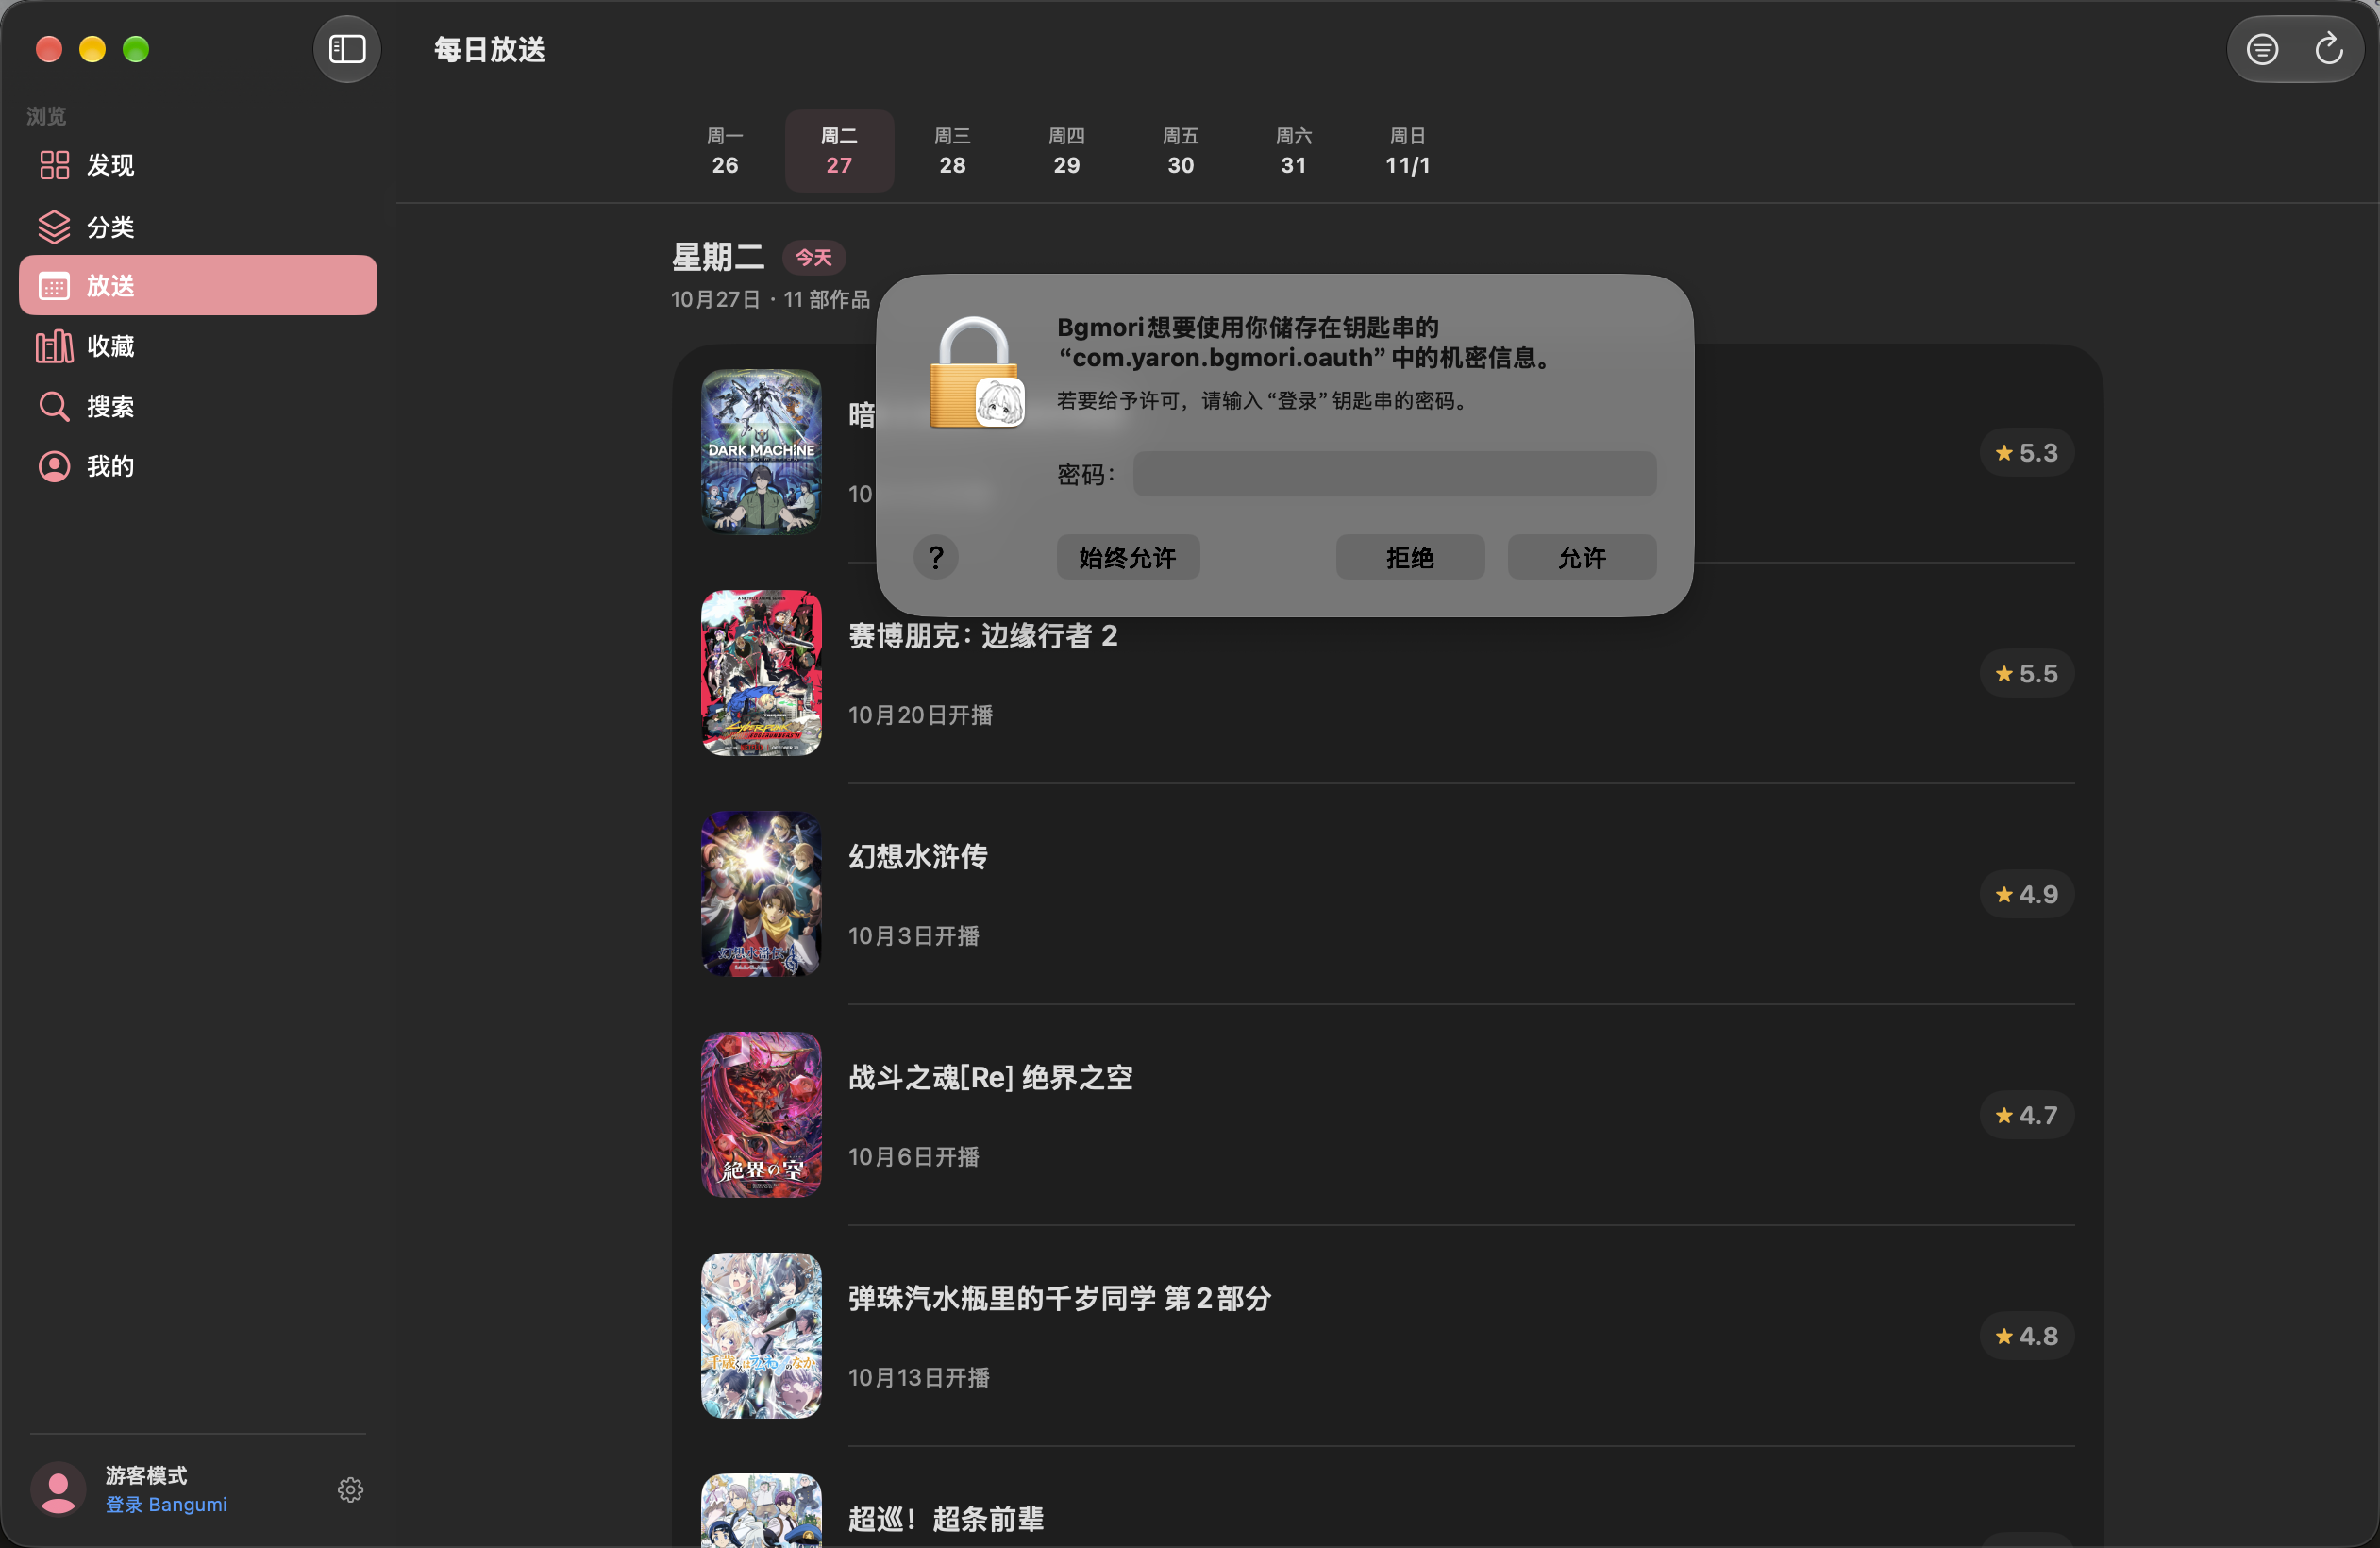 每日放送
浏览
发现
分类
放送
收藏
搜索
我的
周一
26
周二
27
周三
28
周四
29
周五
30
周六
31
周日
11/1
星期二 今天
10月27日 · 11 部作品
Bgmori想要使用你储存在钥匙串的
“com.yaron.bgmori.oauth”中的机密信息。
若要给予许可，请输入“登录”钥匙串的密码。
密码：
?
始终允许
拒绝
允许
DARK MACHINE
暗
10
5.3
赛博朋克：边缘行者 2
10月20日开播
5.5
幻想水浒传
10月3日开播
4.9
战斗之魂[Re] 绝界之空
絶界の空
10月6日开播
4.7
弹珠汽水瓶里的千岁同学 第2部分
10月13日开播
4.8
超巡！超条前辈
游客模式
登录 Bangumi